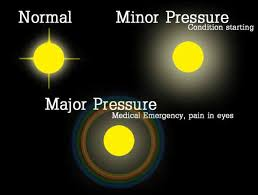 Normal
Minor Pressure
Condition starting
Major Pressure
Medical Emergency, pain in eyes